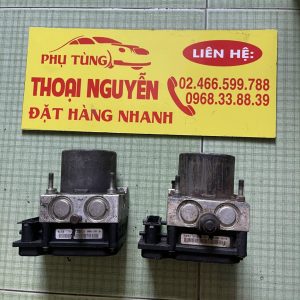 PHỤ TÙNG
LIÊN HỆ:
THOẠI NGUYỄN
02.466.599.788
0968.33.88.39
ĐẶT HÀNG NHANH